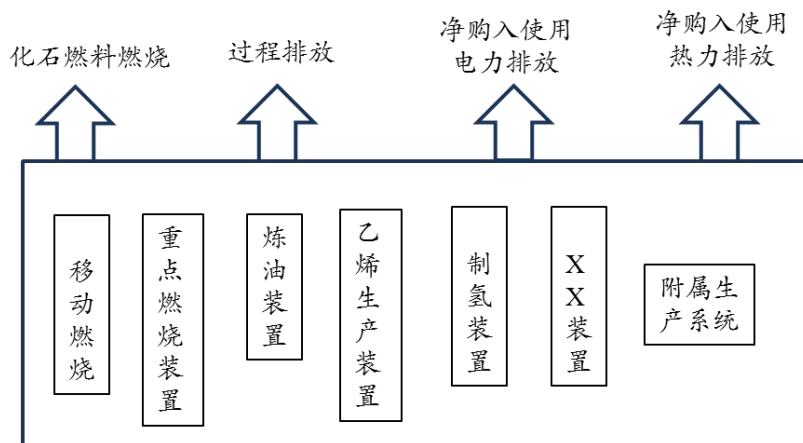 化石燃料燃烧
过程排放
净购入使用
电力排放
净购入使用
热力排放
移动燃烧
重点燃烧装置
炼油装置
乙烯生产装置
制氢装置
XX装置
附属生
产系统